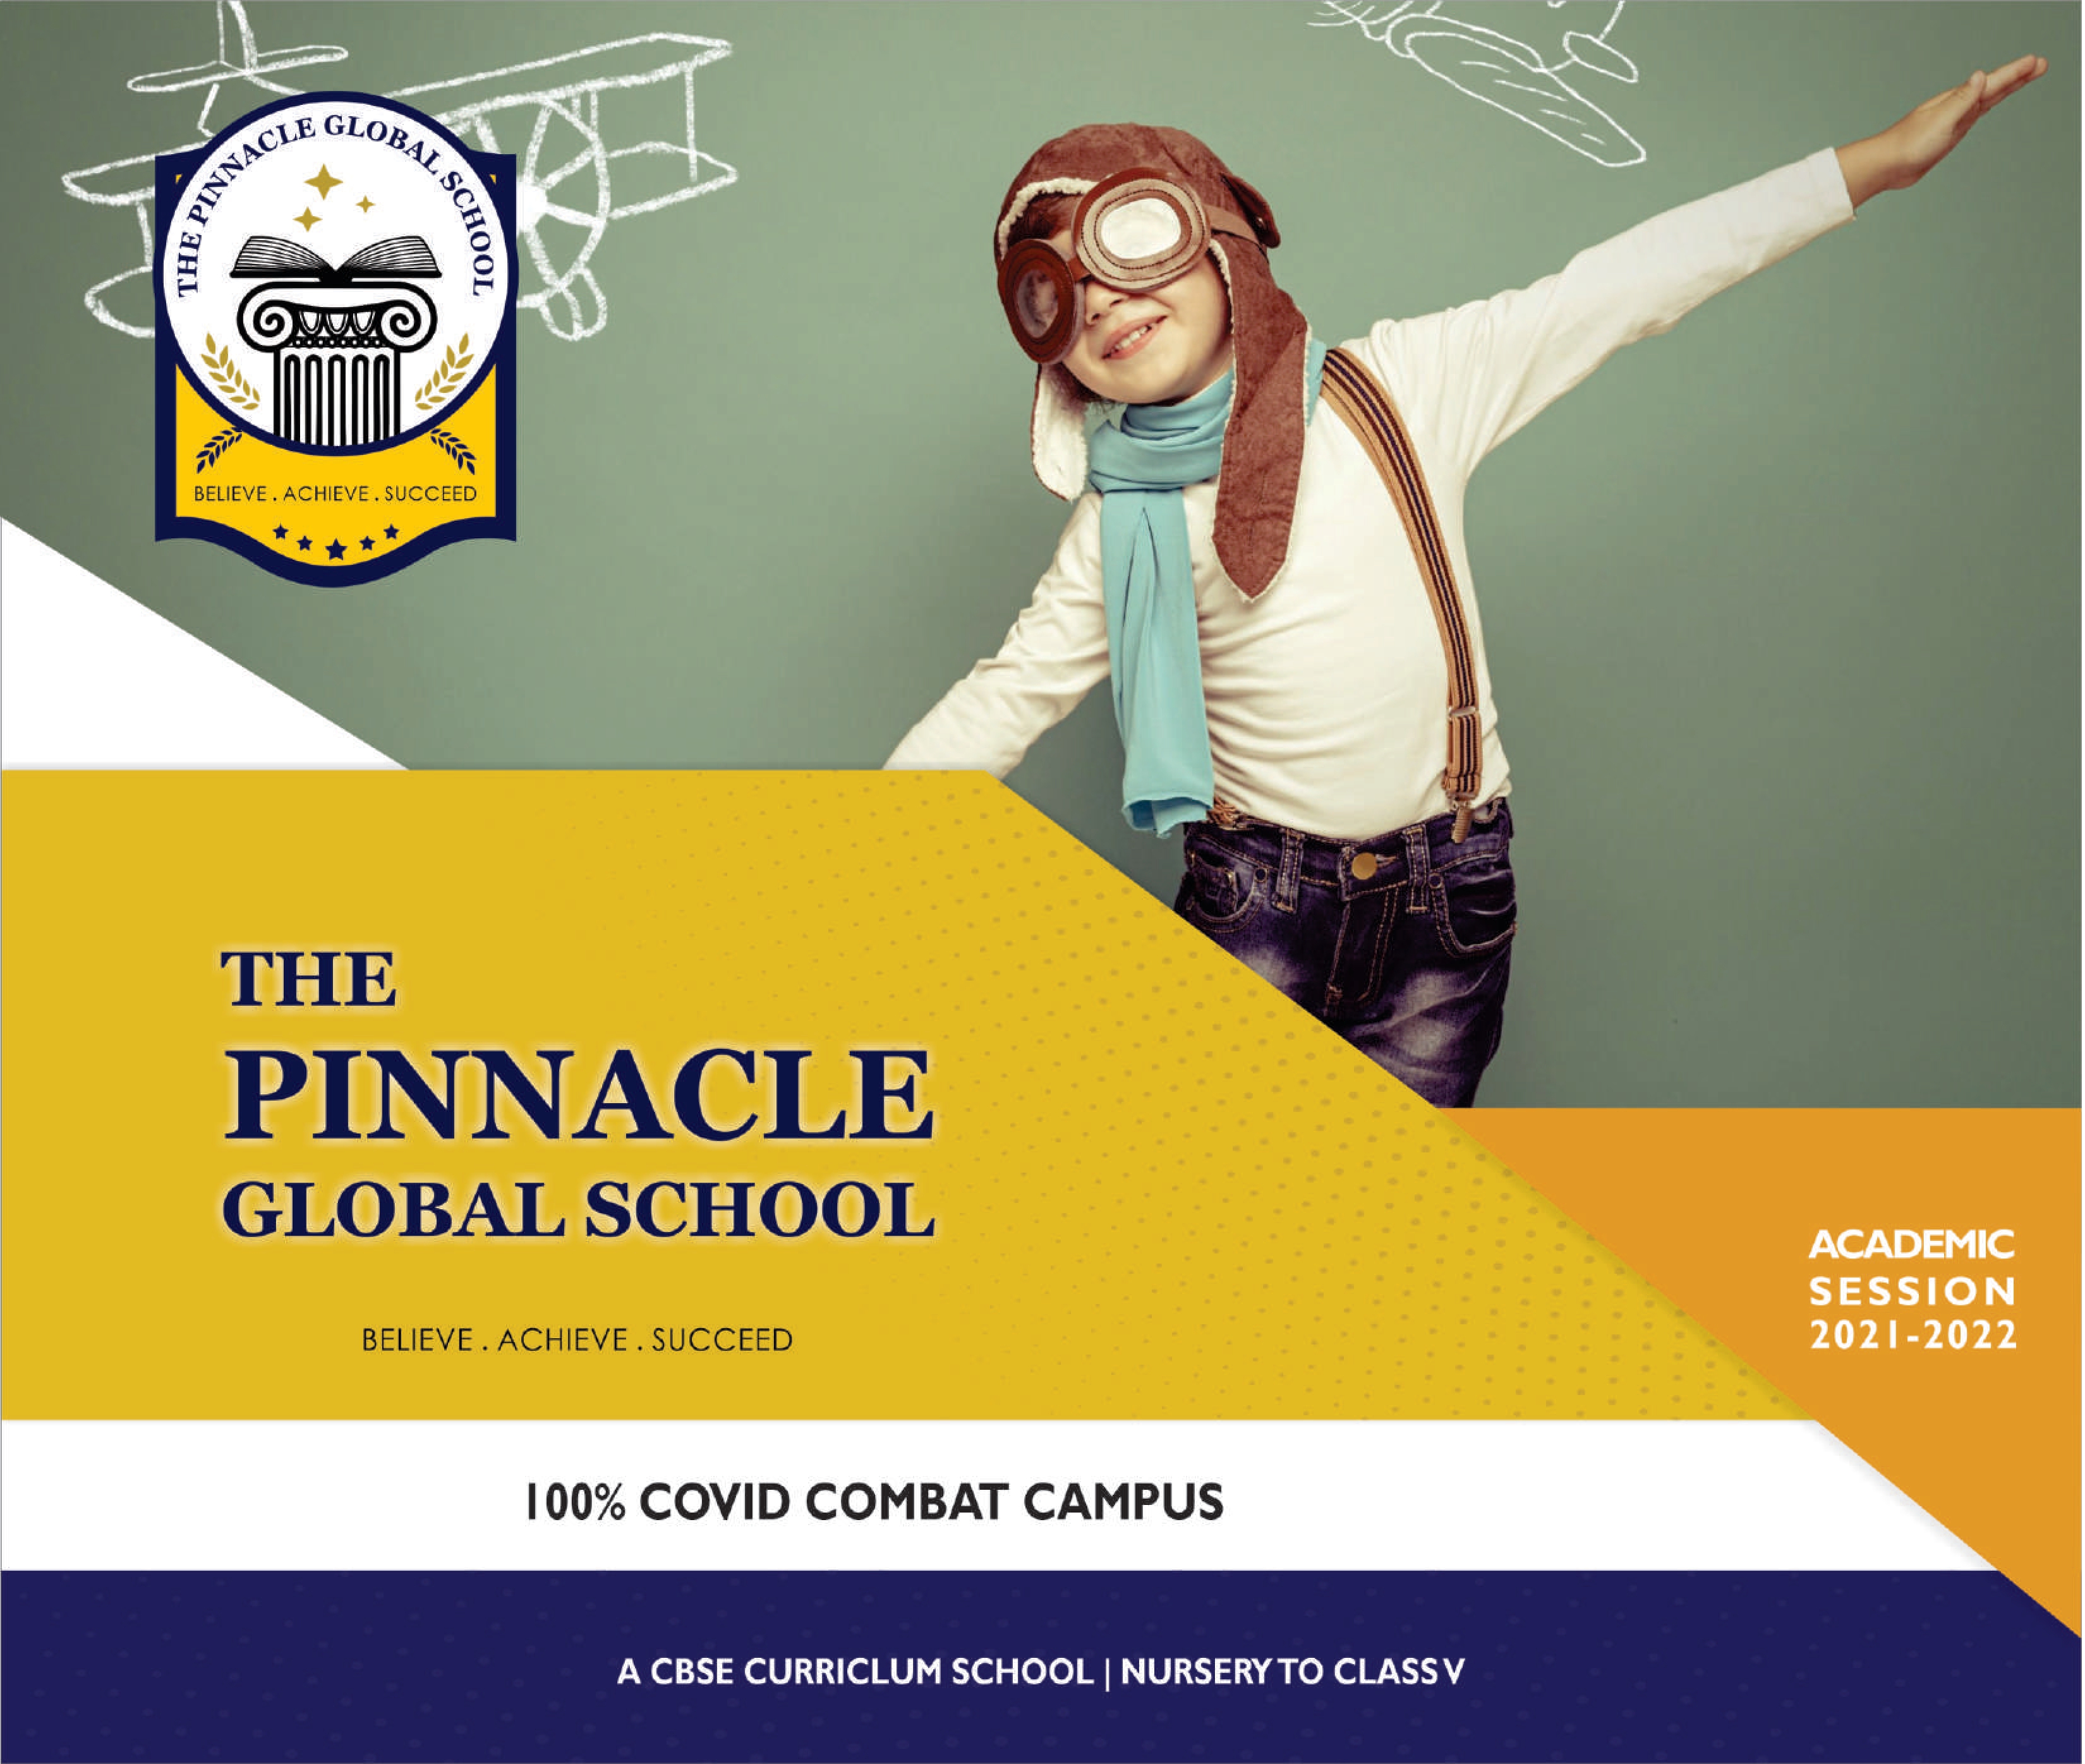 THE PINNACLE GLOBAL SCHOOL
BELIEVE . ACHIEVE . SUCCEED
THE
PINNACLE
GLOBAL SCHOOL
BELIEVE . ACHIEVE . SUCCEED
ACADEMIC
SESSION
2021-2022
100% COVID COMBAT CAMPUS
A CBSE CURRICLUM SCHOOL | NURSERY TO CLASS V